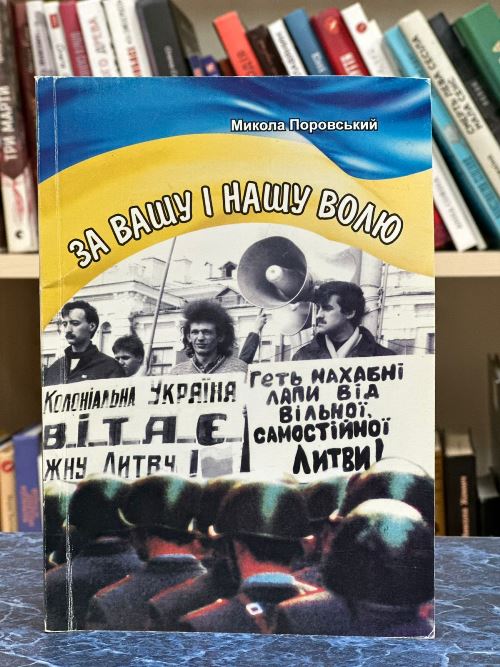 Микола Поровський
ЗА ВАШУ І НАШУ ВОЛЮ
КОЛОНІАЛЬНА УКРАЇНА
ВІТАЄ
ЖНУ ЛИТВУ!
ГЕТЬ НАХАБНІ
ЛАПИ ВІД
ВІЛЬНОЇ,
САМОСТІЙНОЇ
ЛИТВИ!
ТРИ МАРТИ